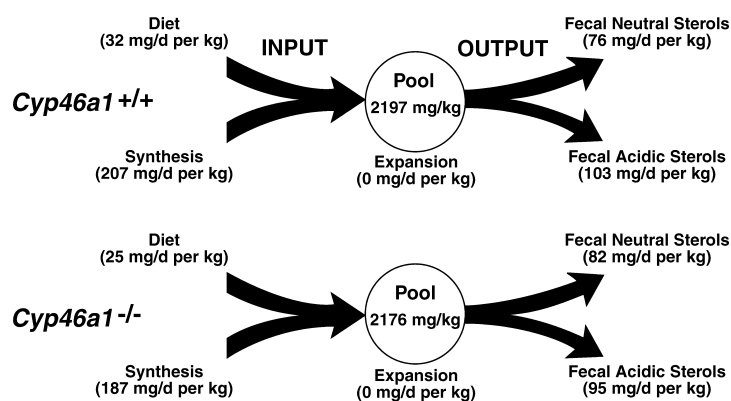 Diet
(32 mg/d per kg)
INPUT
OUTPUT
Fecal Neutral Sterols
(76 mg/d per kg)
Cyp46a1+/+
Pool
2197 mg/kg
Synthesis
(207 mg/d per kg)
Expansion
(0 mg/d per kg)
Fecal Acidic Sterols
(103 mg/d per kg)
Diet
(25 mg/d per kg)
Fecal Neutral Sterols
(82 mg/d per kg)
Cyp46a1-/-
Pool
2176 mg/kg
Synthesis
(187 mg/d per kg)
Expansion
(0 mg/d per kg)
Fecal Acidic Sterols
(95 mg/d per kg)